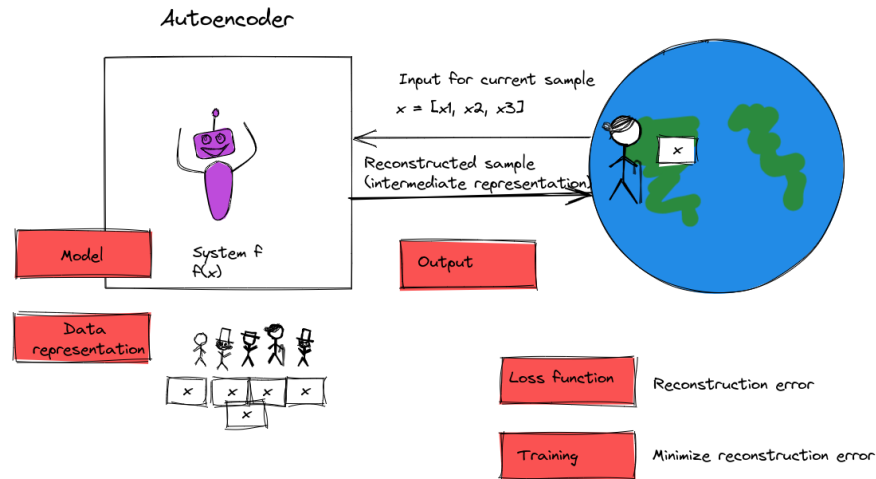 Autoencoder
Input for current sample
x = [x1, x2, x3]
Reconstructed sample
(intermediate representation)
x
System f
f(x)
Model
Output
Data
representation
x
x
x
x
x
Loss function
Reconstruction error
Training
Minimize reconstruction error